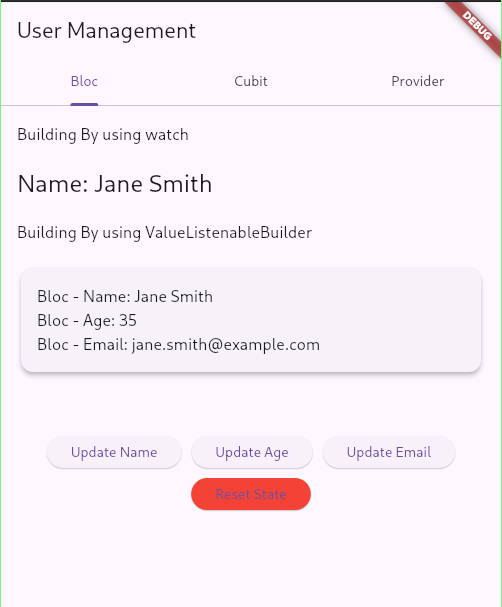 User Management
DEBUG
Bloc Cubit Provider
Building By using watch
Name: Jane Smith
Building By using ValueListenableBuilder
Bloc - Name: Jane Smith
Bloc - Age: 35
Bloc - Email: jane.smith@example.com
Update Name Update Age Update Email
Reset State